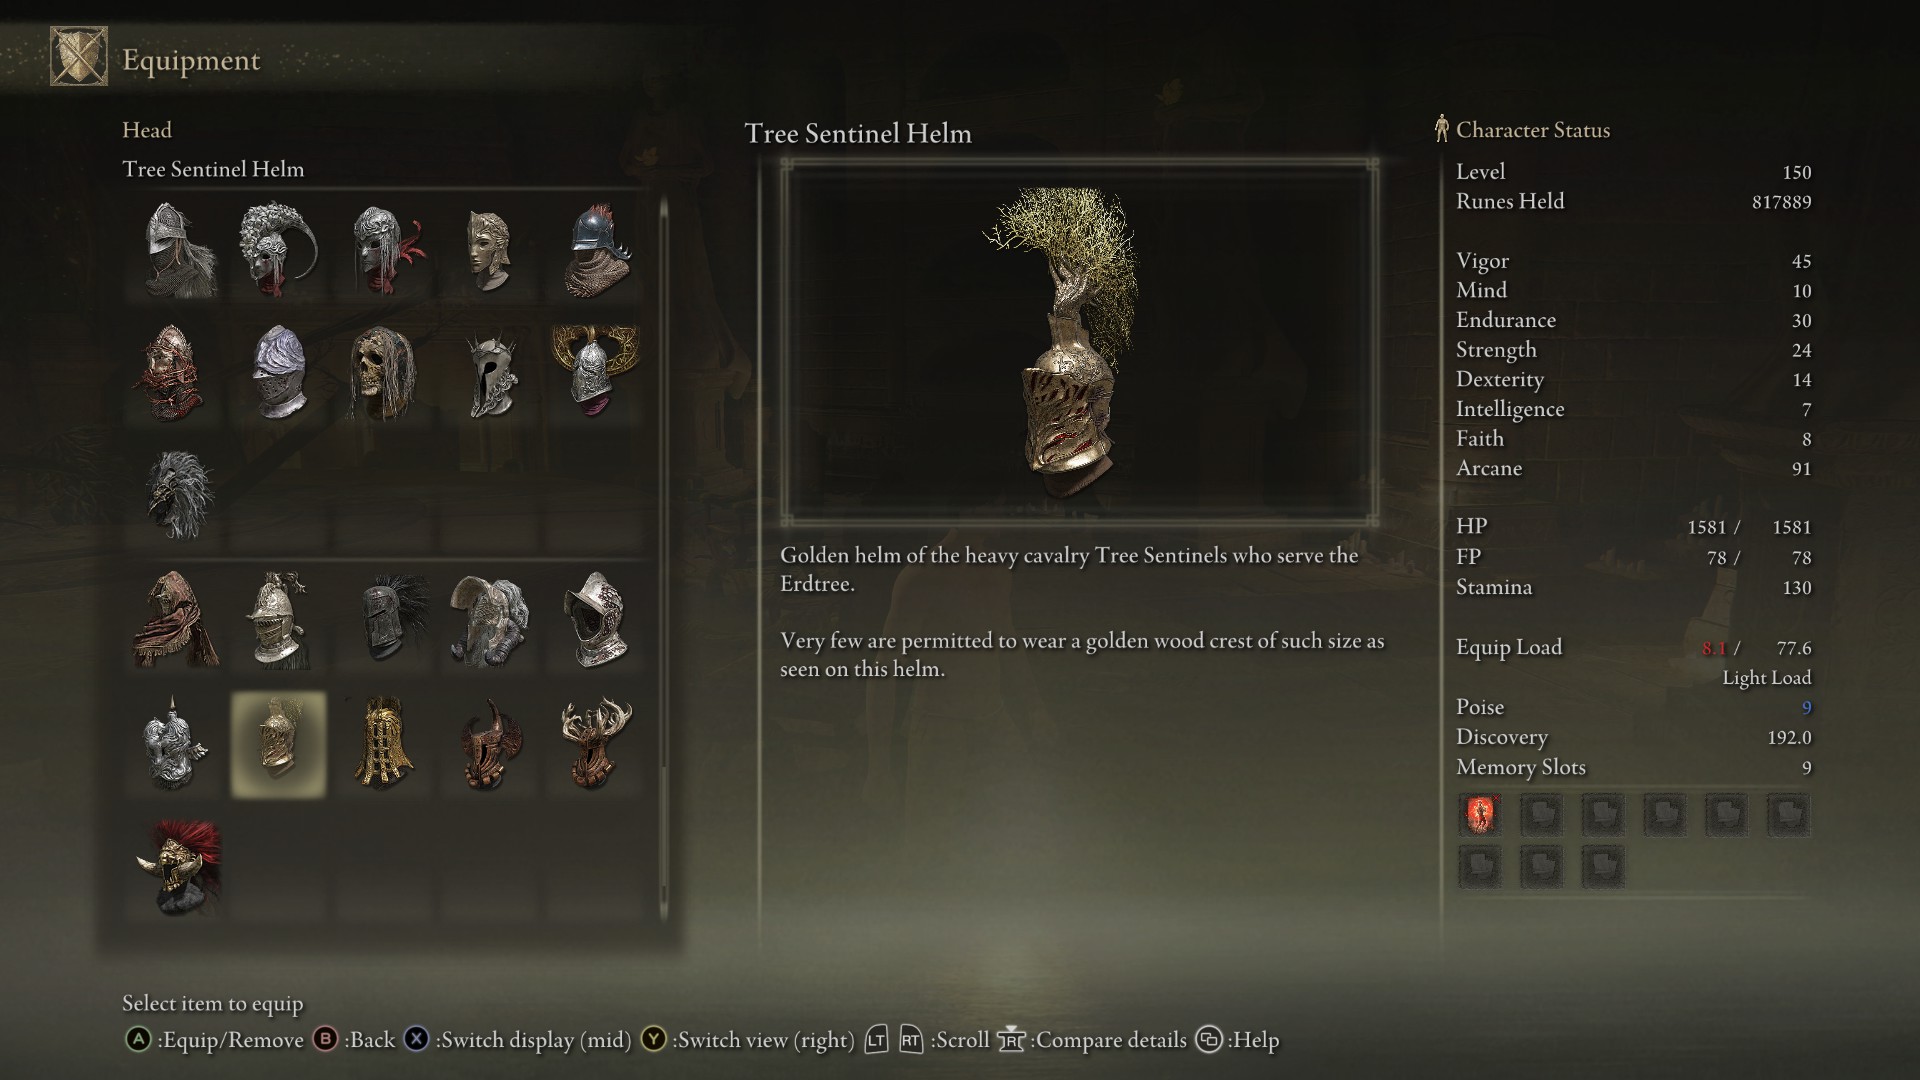 Equipment
Head
Tree Sentinel Helm
Tree Sentinel Helm
Golden helm of the heavy cavalry Tree Sentinels who serve the
Erdtree.
Very few are permitted to wear a golden wood crest of such size as
seen on this helm.
Character Status
Level 150
Runes Held 817889
Vigor 45
Mind 10
Endurance 30
Strength 24
Dexterity 14
Intelligence 7
Faith 8
Arcane 91
HP 1581 / 1581
FP 78 / 78
Stamina 130
Equip Load 8.1 / 77.6
Light Load
Poise 9
Discovery 192.0
Memory Slots 9
Select item to equip
A :Equip/Remove B :Back X :Switch display (mid) Y :Switch view (right) LT RT :Scroll R :Compare details :Help